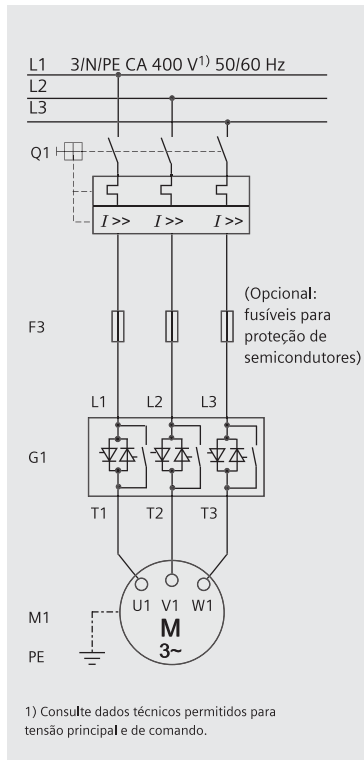 L1 3/N/PE CA 400 V1) 50/60 Hz
L2
L3
Q1
I >> I >> I >>
F3
(Opcional:
fusíveis para
proteção de
semicondutores)
L1 L2 L3
G1
T1 T2 T3
U1 V1 W1
M1
M
3~
PE
1) Consulte dados técnicos permitidos para
tensão principal e de comando.